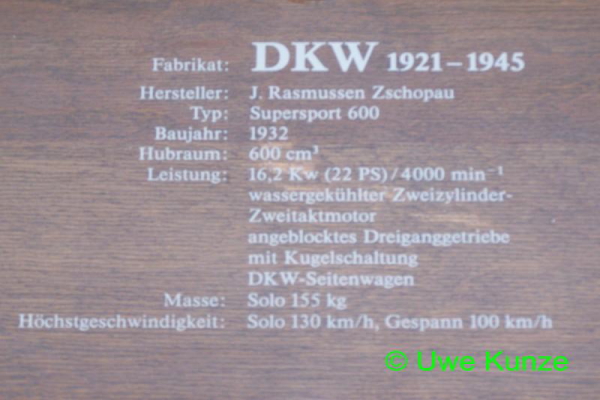 Fabrikat: DKW 1921–1945
Hersteller: J. Rasmussen Zschopau
Typ: Supersport 600
Baujahr: 1932
Hubraum: 600 cm³
Leistung: 16,2 Kw (22 PS)/4000 min⁻¹
wassergekühlter Zweizylinder-
Zweitaktmotor
angeblocktes Dreiganggetriebe
mit Kugelschaltung
DKW-Seitenwagen
Masse: Solo 155 kg
Höchstgeschwindigkeit: Solo 130 km/h, Gespann 100 km/h
© Uwe Kunze